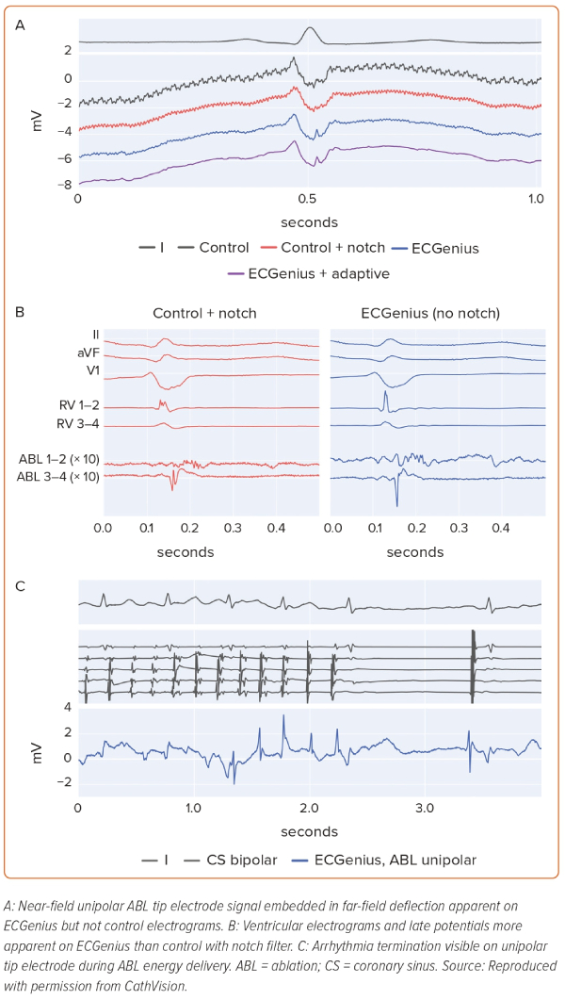 A
2
0
−2
−4
−6
−8
mV
0 0.5 1.0
seconds
I Control Control + notch ECGenius
ECGenius + adaptive
B
Control + notch ECGenius (no notch)
II
aVF
V1
RV 1–2
RV 3–4
ABL 1–2 (× 10)
ABL 3–4 (× 10)
0.0 0.1 0.2 0.3 0.4 0.0 0.1 0.2 0.3 0.4
seconds seconds
C
4
2
0
−2
mV
0 1.0 2.0 3.0
seconds
I CS bipolar ECGenius, ABL unipolar
A: Near-field unipolar ABL tip electrode signal embedded in far-field deflection apparent on
ECGenius but not control electrograms. B: Ventricular electrograms and late potentials more
apparent on ECGenius than control with notch filter. C: Arrhythmia termination visible on unipolar
tip electrode during ABL energy delivery. ABL = ablation; CS = coronary sinus. Source: Reproduced
with permission from CathVision.